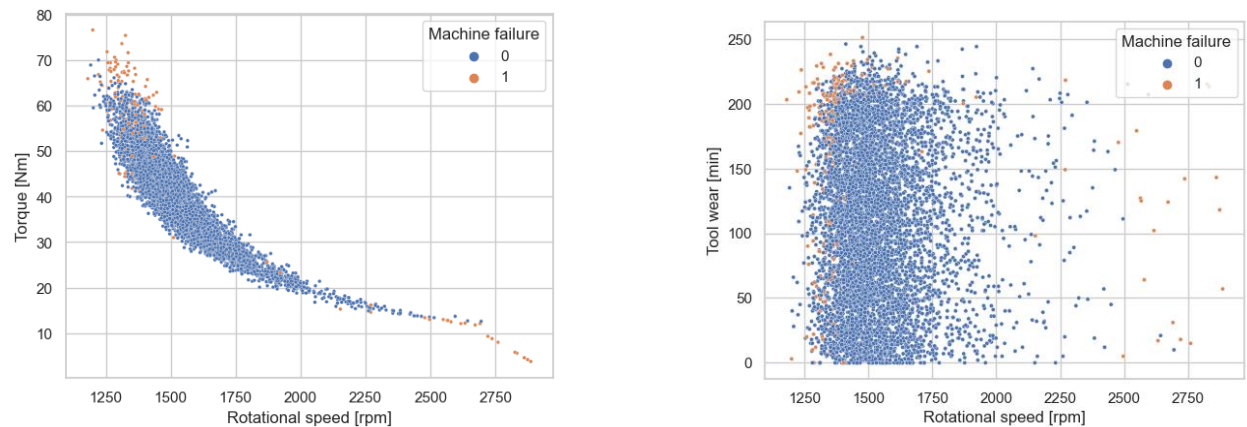 80
70
60
50
40
30
20
10
Torque [Nm]
1250 1500 1750 2000 2250 2500 2750
Rotational speed [rpm]
Machine failure
0
1
250
200
150
100
50
0
Tool wear [min]
1250 1500 1750 2000 2250 2500 2750
Rotational speed [rpm]
Machine failure
0
1